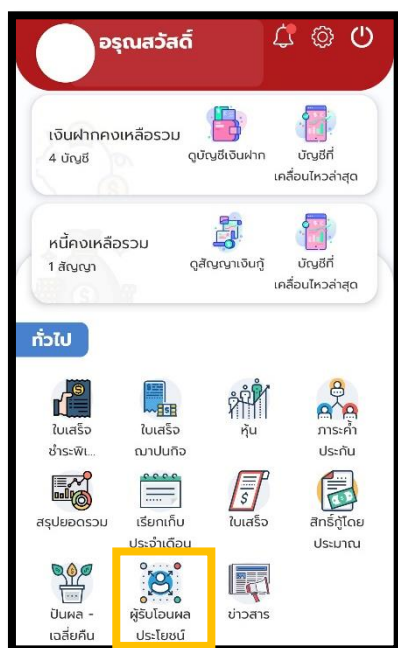 อรุณสวัสดิ์
เงินฝากคงเหลือรวม
4 บัญชี
ดูบัญชีเงินฝาก
บัญชีที่
เคลื่อนไหวล่าสุด
หนี้คงเหลือรวม
1 สัญญา
ดูสัญญาเงินกู้
บัญชีที่
เคลื่อนไหวล่าสุด
ทั่วไป
ใบเสร็จ
ชำระพิเ...
ใบเสร็จ
ฌาปนกิจ
หุ้น
ภาระค้ำ
ประกัน
สรุปยอดรวม
เรียกเก็บ
ประจำเดือน
ใบเสร็จ
สิทธิ์กู้โดย
ประมาณ
ปันผล -
เฉลี่ยคืน
ผู้รับโอนผล
ประโยชน์
ข่าวสาร